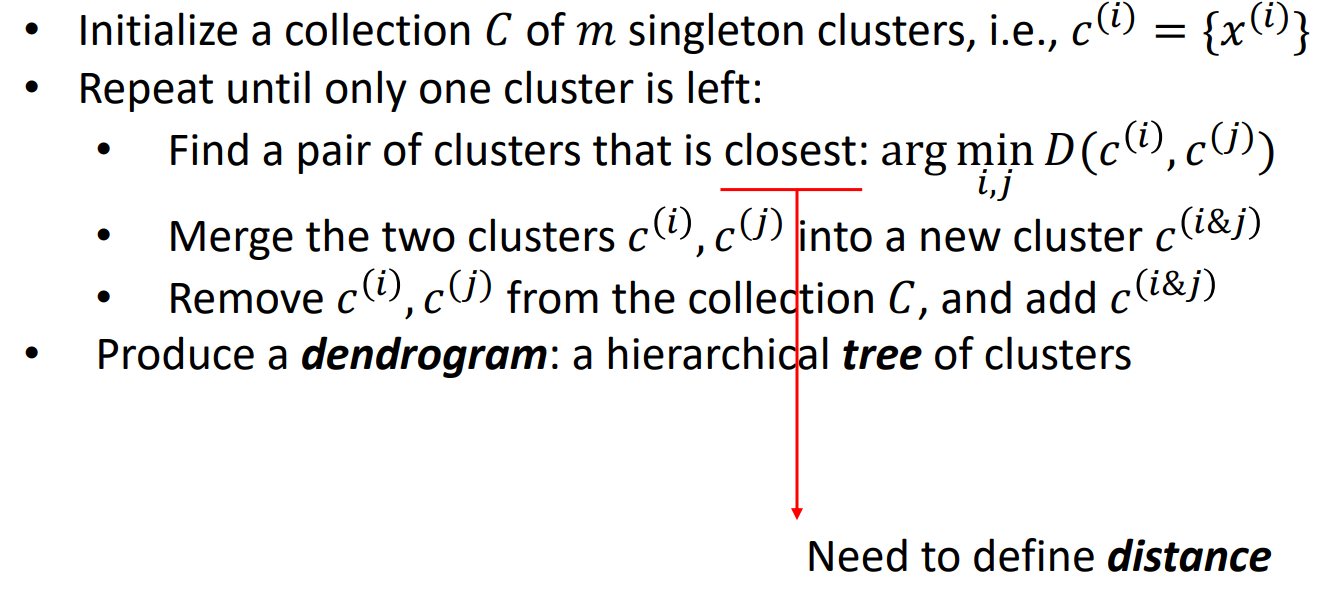 • Initialize a collection C of m singleton clusters, i.e., c⁽ⁱ⁾ = {x⁽ⁱ⁾}
• Repeat until only one cluster is left:
• Find a pair of clusters that is closest: arg min D(c⁽ⁱ⁾, c⁽ʲ⁾)
i,j
• Merge the two clusters c⁽ⁱ⁾, c⁽ʲ⁾ into a new cluster c^(i&j)
• Remove c⁽ⁱ⁾, c⁽ʲ⁾ from the collection C, and add c^(i&j)
• Produce a dendrogram: a hierarchical tree of clusters
Need to define distance